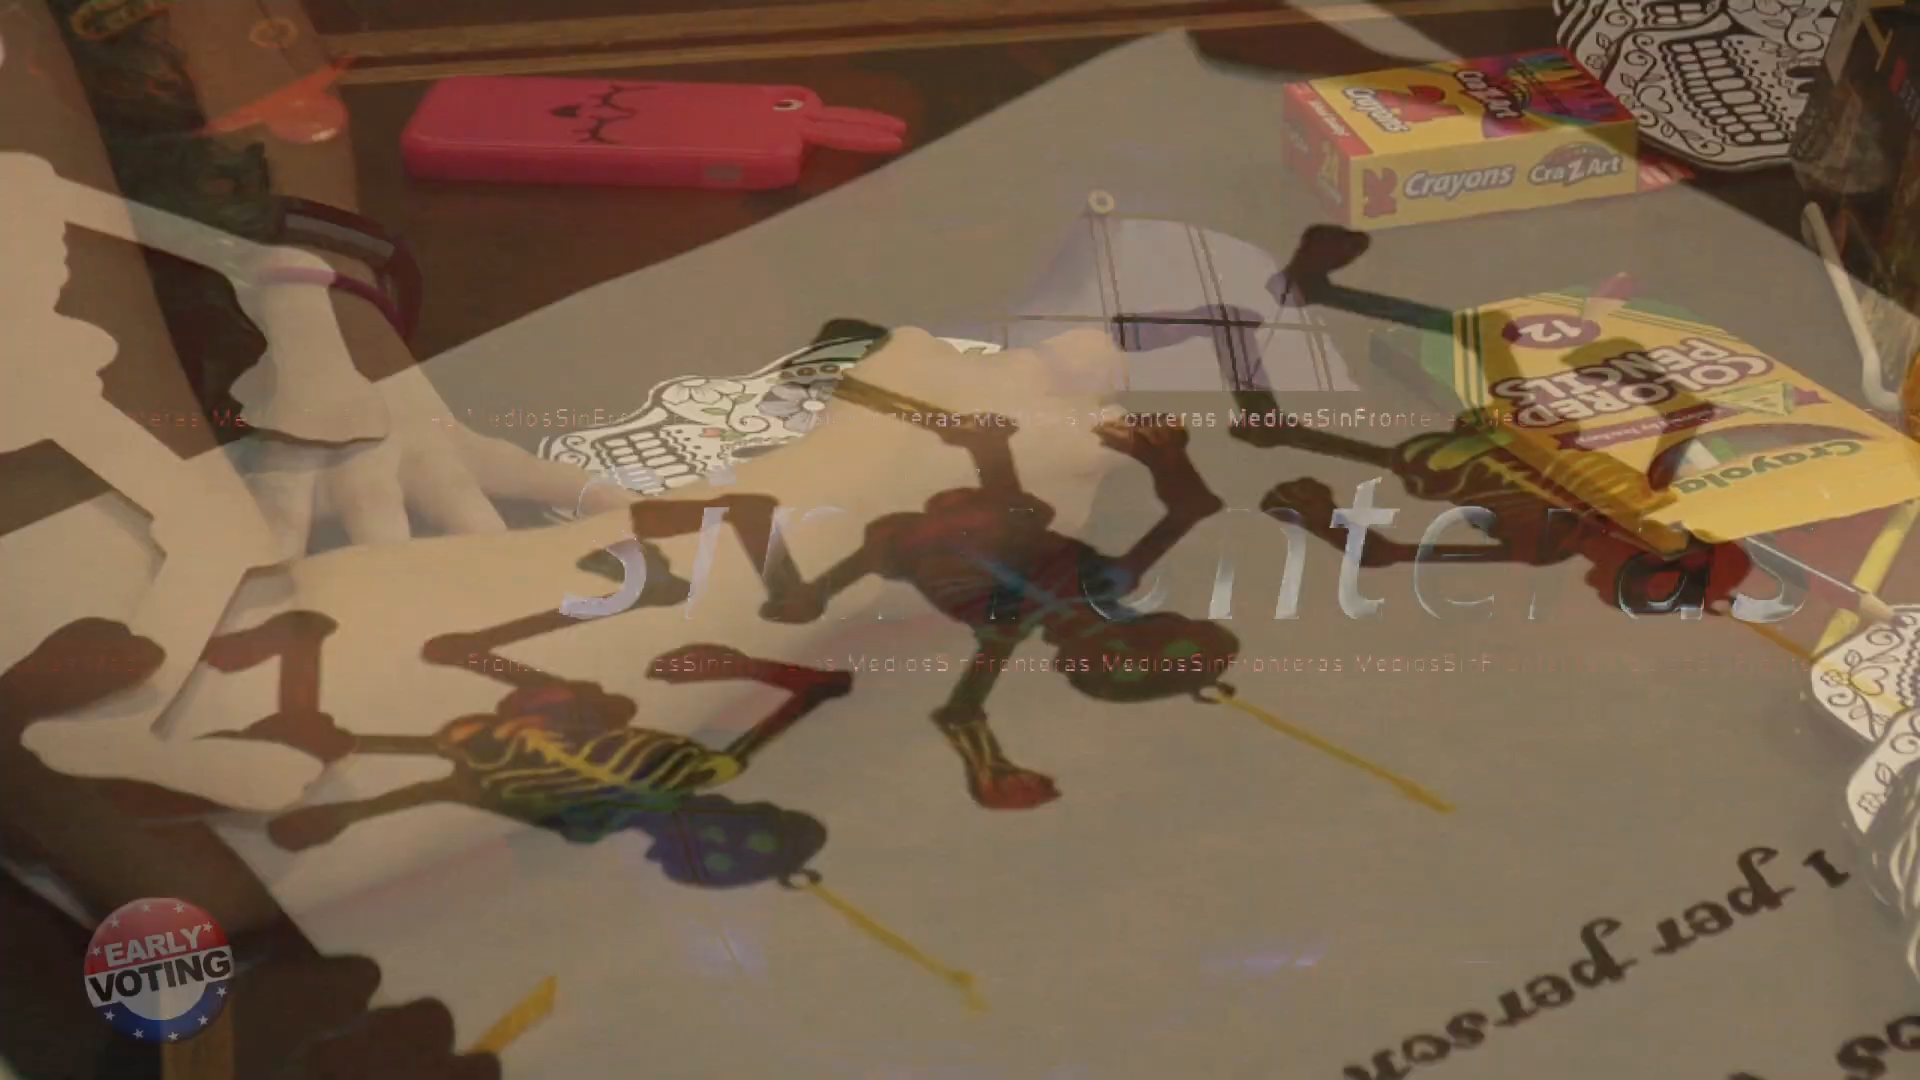 Crayons
Cra-Z-Art
24
Crayons
Cra-Z-Art
12
COLORED
PENCILS
Crayola
MediosSinFronteras MediosSinFronteras
Sin Fronteras
MediosSinFronteras MediosSinFronteras
1 per person
EARLY
VOTING